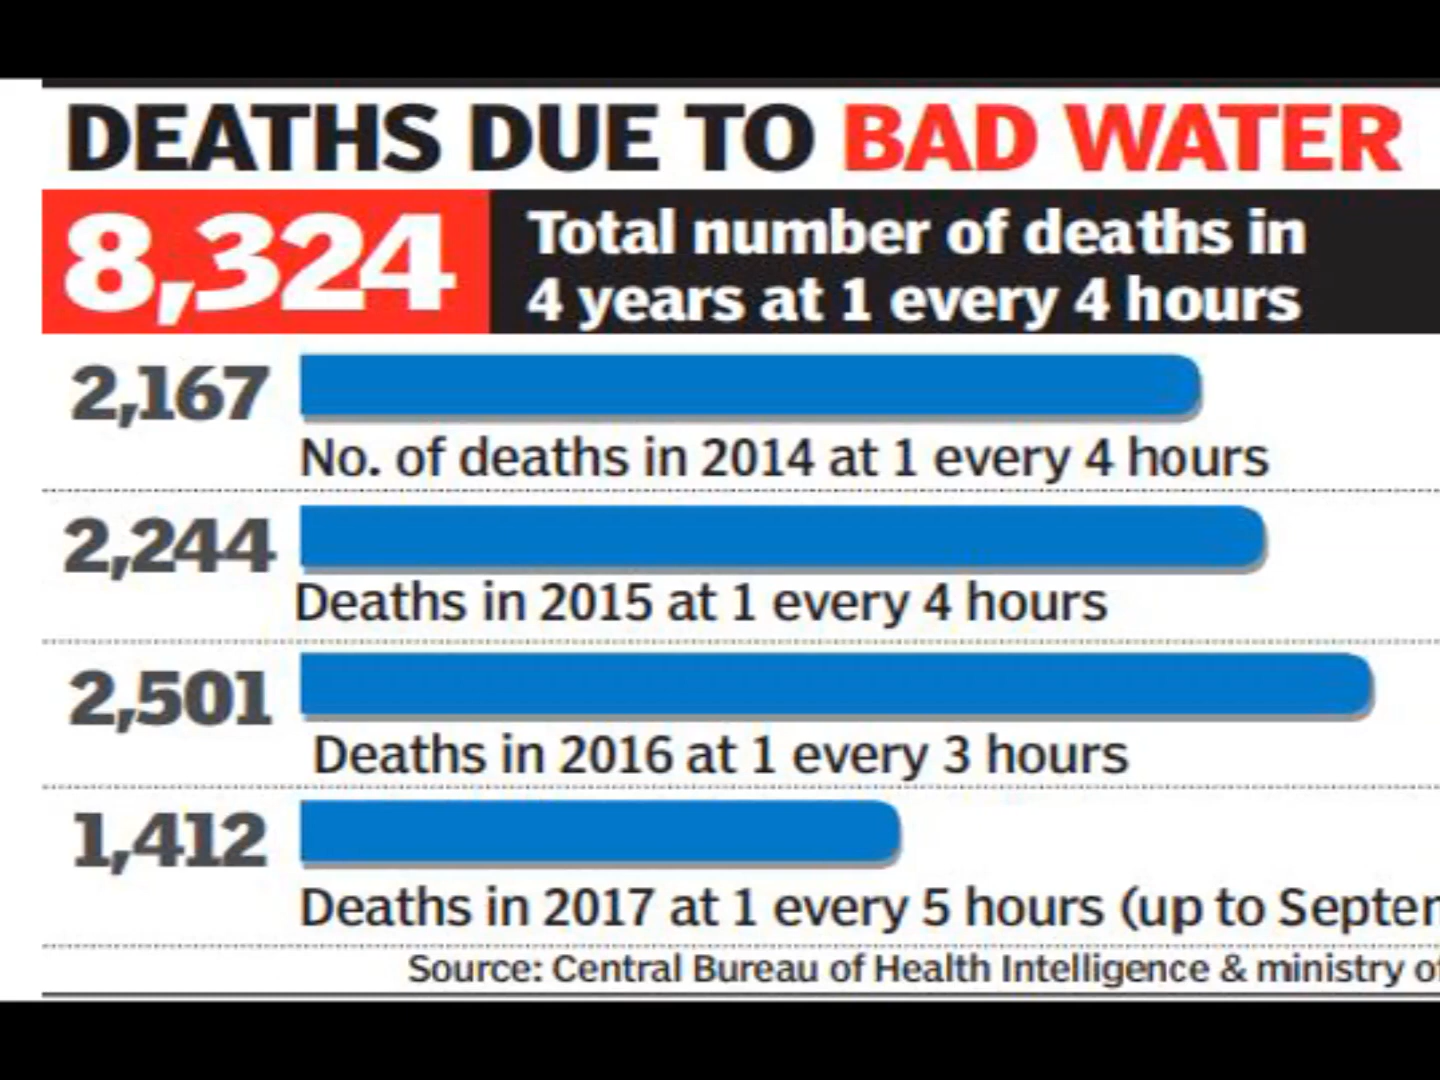 DEATHS DUE TO BAD WATER
8,324
Total number of deaths in
4 years at 1 every 4 hours
2,167
No. of deaths in 2014 at 1 every 4 hours
2,244
Deaths in 2015 at 1 every 4 hours
2,501
Deaths in 2016 at 1 every 3 hours
1,412
Deaths in 2017 at 1 every 5 hours (up to Septer
Source: Central Bureau of Health Intelligence & ministry of